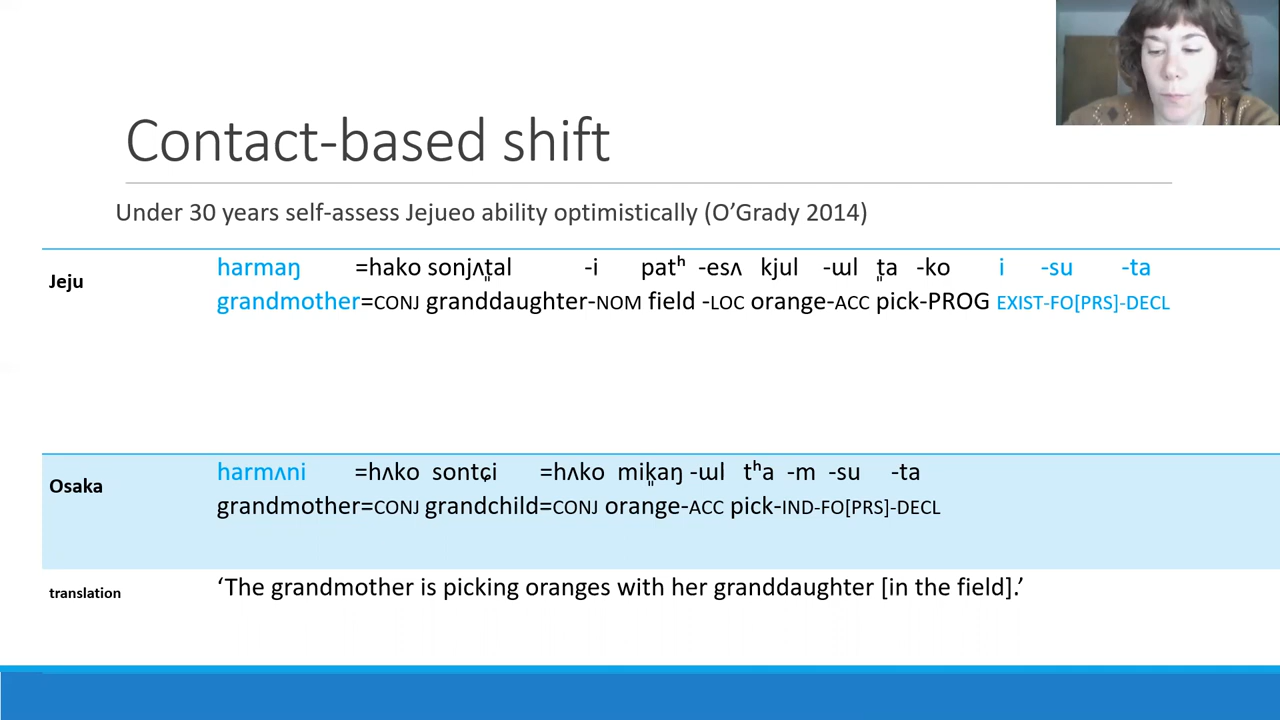 Contact-based shift
Under 30 years self-assess Jejueo ability optimistically (O’Grady 2014)
Jeju
harmaŋ =hako sonjʌt͈al -i patʰ -esʌ kjul -ɯl t͈a -ko i -su -ta
grandmother=CONJ granddaughter-NOM field -LOC orange-ACC pick-PROG EXIST-FO[PRS]-DECL
Osaka
harmʌni =hʌko sontɕi =hʌko mik͈aŋ -ɯl tʰa -m -su -ta
grandmother=CONJ grandchild=CONJ orange-ACC pick-IND-FO[PRS]-DECL
translation
‘The grandmother is picking oranges with her granddaughter [in the field].’